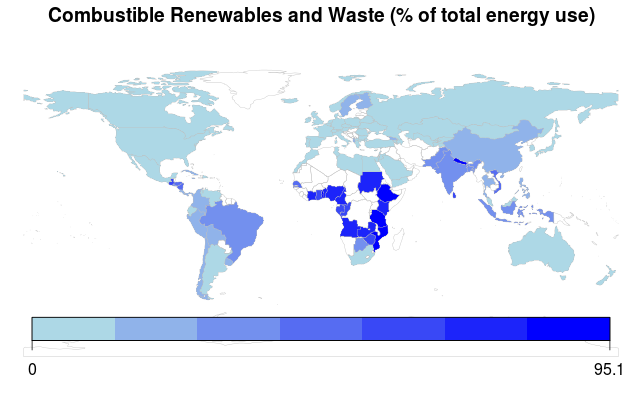 Combustible Renewables and Waste (% of total energy use)
0
95.1